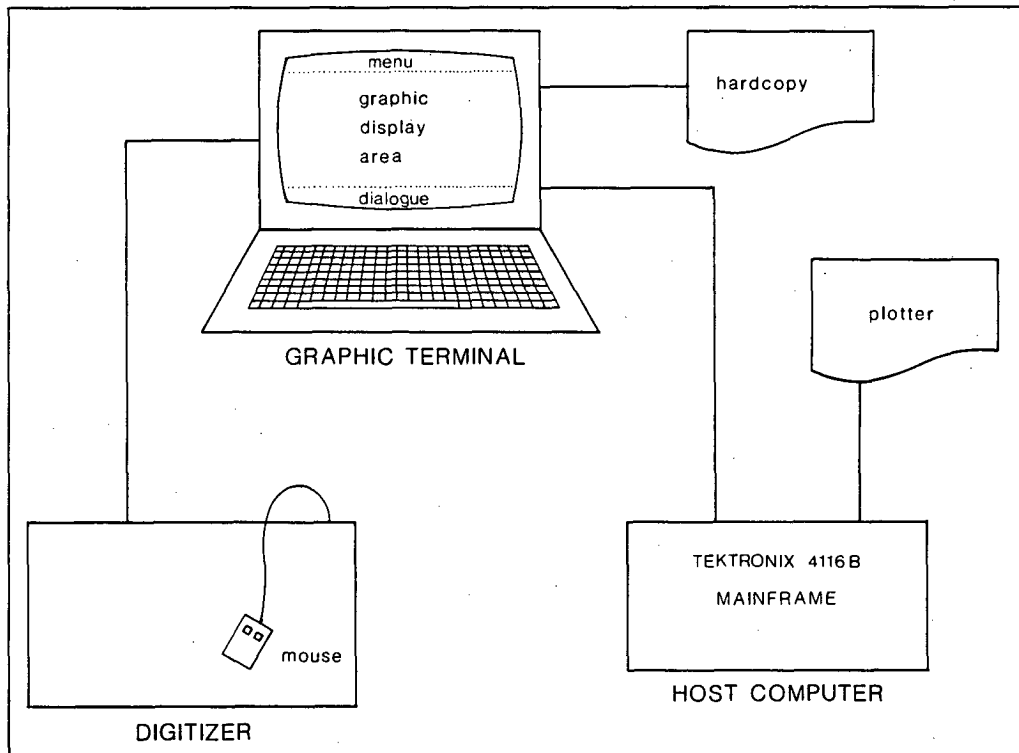 menu
graphic
display
area
dialogue
GRAPHIC TERMINAL
hardcopy
plotter
mouse
DIGITIZER
TEKTRONIX 4116B
MAINFRAME
HOST COMPUTER